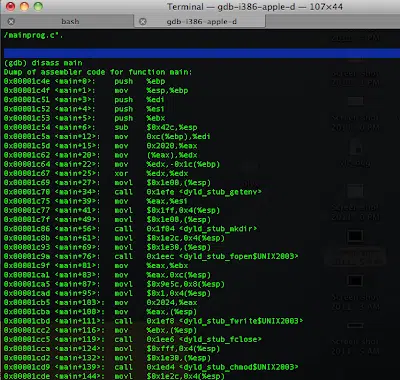 Terminal — gdb-i386-apple-d — 107×44
bash
gdb-i386-apple-d
/mainprog.c".
(gdb) disass main
Dump of assembler code for function main:
0x00001c4e <main+0>: push %ebp
0x00001c4f <main+1>: mov %esp,%ebp
0x00001c51 <main+3>: push %edi
0x00001c52 <main+4>: push %esi
0x00001c53 <main+5>: push %ebx
0x00001c54 <main+6>: sub $0x42c,%esp
0x00001c5a <main+12>: mov 0xc(%ebp),%edi
0x00001c5d <main+15>: mov 0x2020,%eax
0x00001c62 <main+20>: mov (%eax),%edx
0x00001c64 <main+22>: mov %edx,-0x1c(%ebp)
0x00001c67 <main+25>: xor %edx,%edx
0x00001c69 <main+27>: movl $0x1e08,(%esp)
0x00001c70 <main+34>: call 0x1efe <dyld_stub_getenv>
0x00001c75 <main+39>: mov %eax,%esi
0x00001c77 <main+41>: movl $0x1ff,0x4(%esp)
0x00001c7f <main+49>: movl $0x1e08,(%esp)
0x00001c86 <main+56>: call 0x1f04 <dyld_stub_mkdir>
0x00001c8b <main+61>: movl $0x1e2c,0x4(%esp)
0x00001c93 <main+69>: movl $0x1e30,(%esp)
0x00001c9a <main+76>: call 0x1eec <dyld_stub_fopen$UNIX2003>
0x00001c9f <main+81>: mov %eax,%ebx
0x00001ca1 <main+83>: mov %eax,0xc(%esp)
0x00001ca5 <main+87>: movl $0x9e5c,0x8(%esp)
0x00001cad <main+95>: movl $0x1,0x4(%esp)
0x00001cb5 <main+103>: mov 0x2024,%eax
0x00001cba <main+108>: mov %eax,(%esp)
0x00001cbd <main+111>: call 0x1ef8 <dyld_stub_fwrite$UNIX2003>
0x00001cc2 <main+116>: mov %ebx,(%esp)
0x00001cc5 <main+119>: call 0x1ee6 <dyld_stub_fclose>
0x00001cca <main+124>: movl $0xfff,0x4(%esp)
0x00001cd2 <main+132>: movl $0x1e30,(%esp)
0x00001cd9 <main+139>: call 0x1ed4 <dyld_stub_chmod$UNIX2003>
0x00001cde <main+144>: movl $0x1e2c,0x4(%esp)